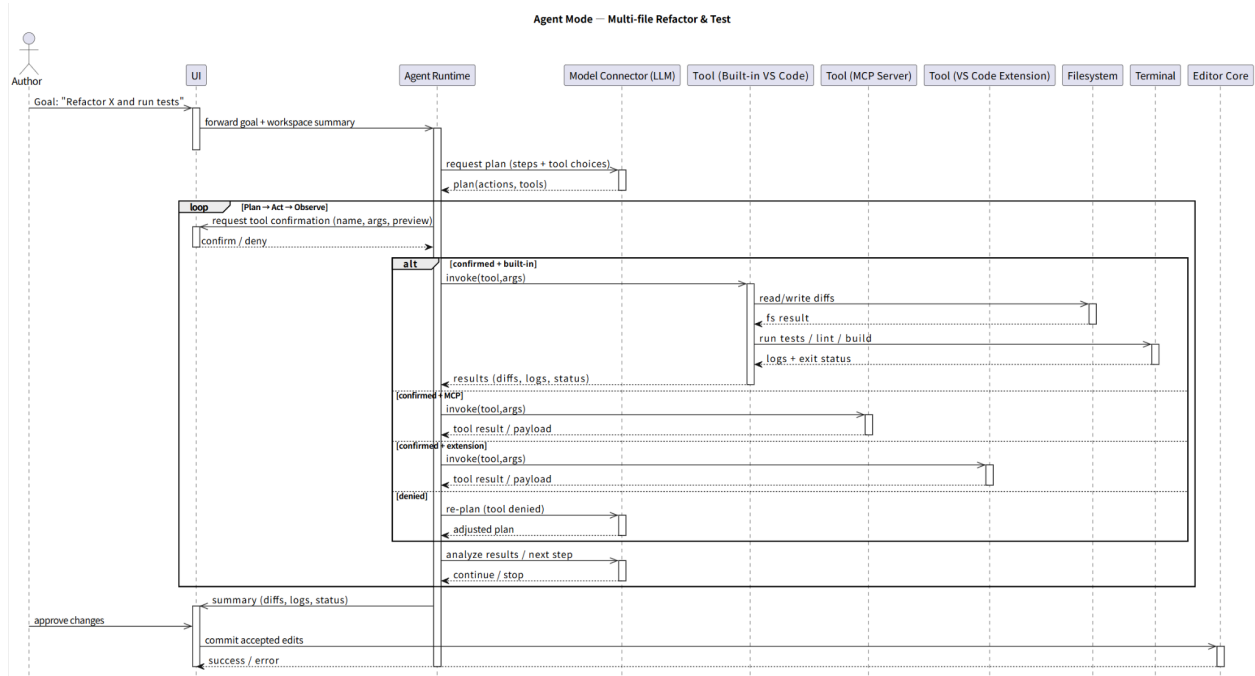 Agent Mode — Multi-file Refactor & Test
Author
UI
Agent Runtime
Model Connector (LLM)
Tool (Built-in VS Code)
Tool (MCP Server)
Tool (VS Code Extension)
Filesystem
Terminal
Editor Core
Goal: "Refactor X and run tests"
forward goal + workspace summary
request plan (steps + tool choices)
plan(actions, tools)
loop [Plan → Act → Observe]
request tool confirmation (name, args, preview)
confirm / deny
alt [confirmed + built-in]
invoke(tool,args)
read/write diffs
fs result
run tests / lint / build
logs + exit status
results (diffs, logs, status)
[confirmed + MCP]
invoke(tool,args)
tool result / payload
[confirmed + extension]
invoke(tool,args)
tool result / payload
[denied]
re-plan (tool denied)
adjusted plan
analyze results / next step
continue / stop
summary (diffs, logs, status)
approve changes
commit accepted edits
success / error